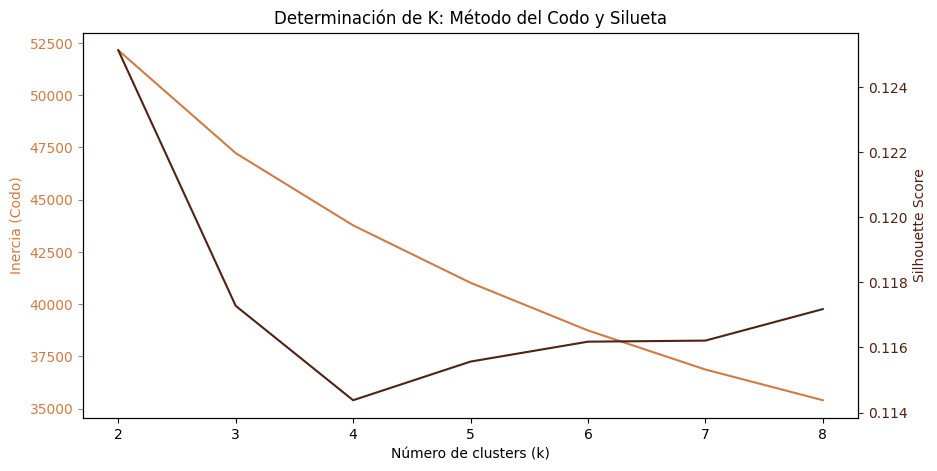 Determinación de K: Método del Codo y Silueta
52500
50000
47500
45000
42500
40000
37500
35000
Inercia (Codo)
0.124
0.122
0.120
0.118
0.116
0.114
Silhouette Score
2 3 4 5 6 7 8
Número de clusters (k)